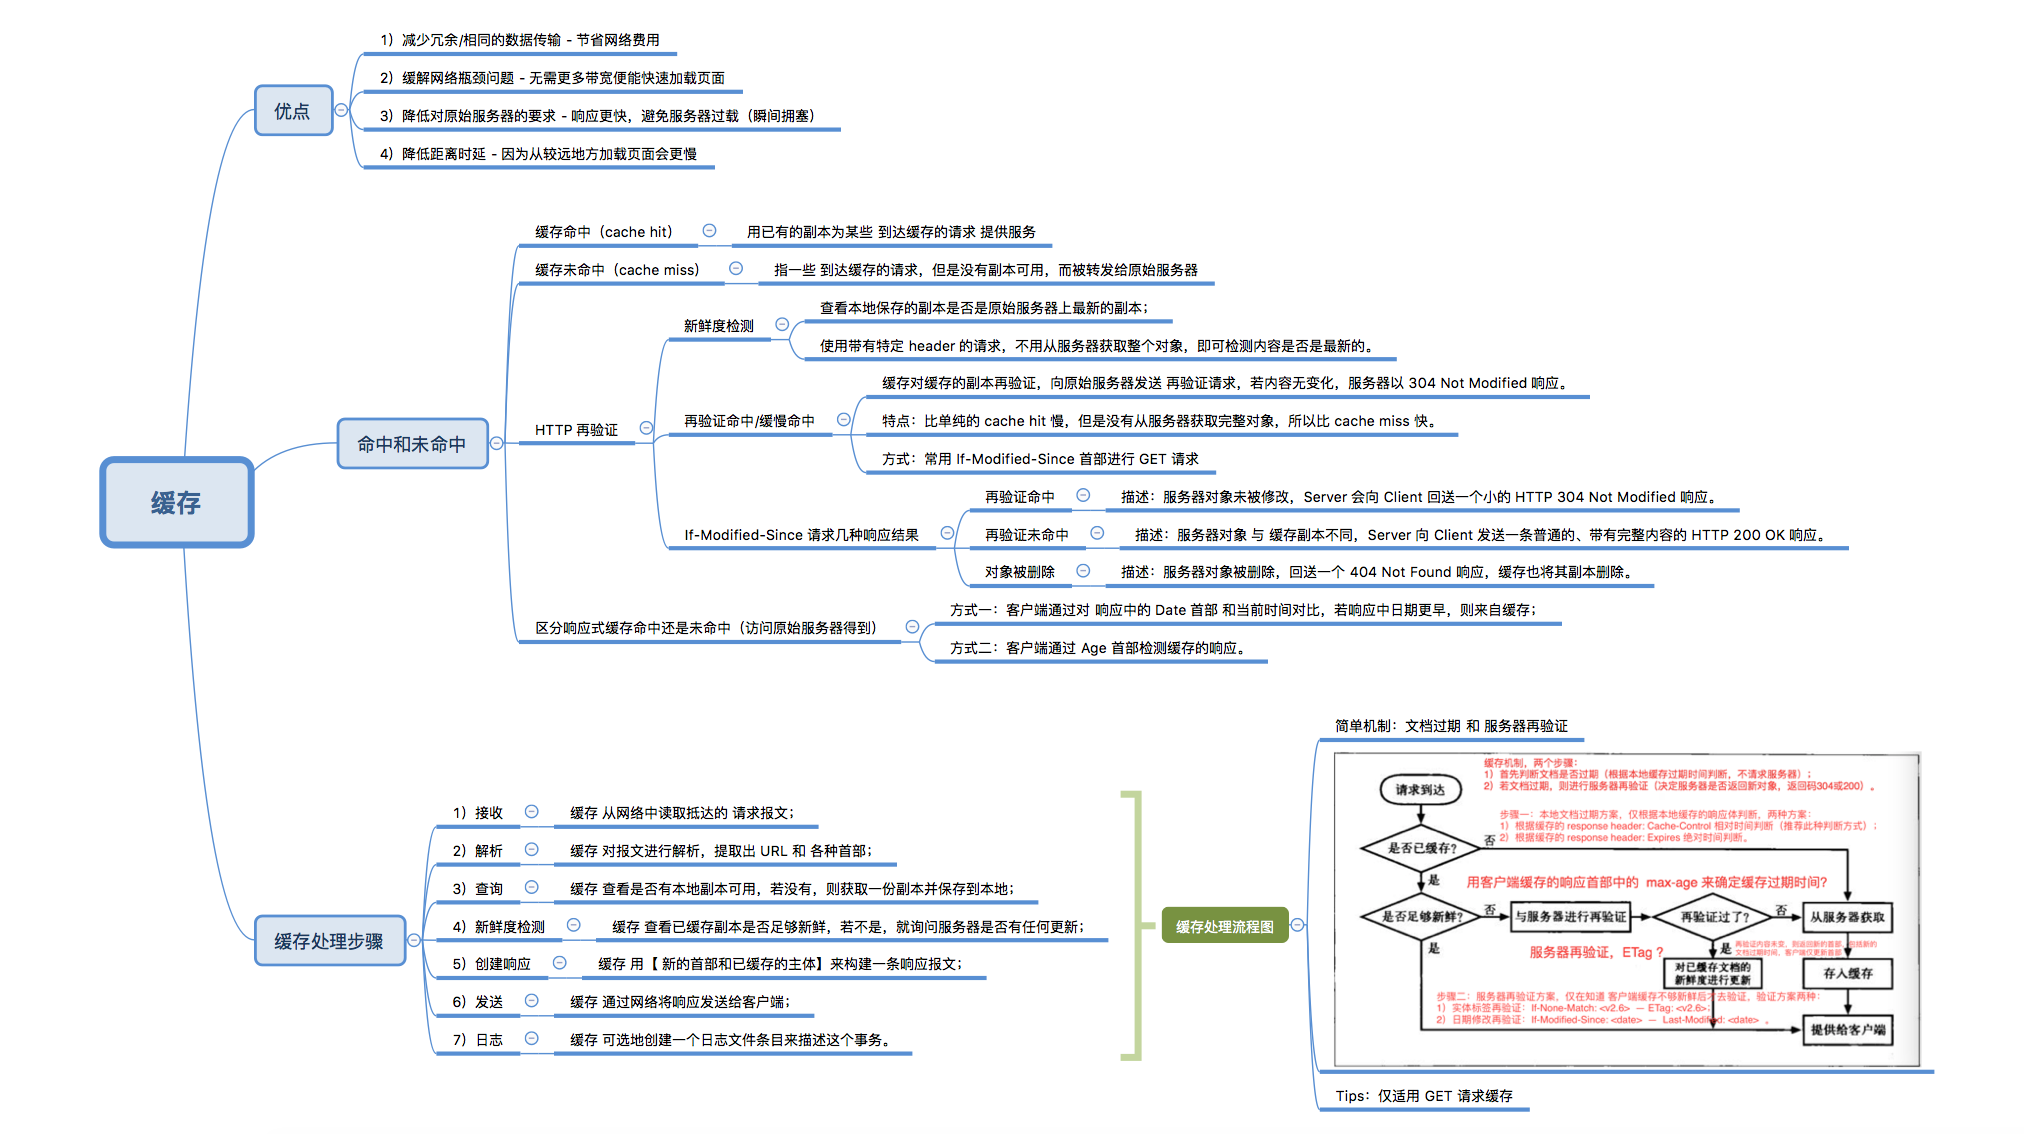 缓存
优点
1）减少冗余/相同的数据传输 - 节省网络费用
2）缓解网络瓶颈问题 - 无需更多带宽便能快速加载页面
3）降低对原始服务器的要求 - 响应更快，避免服务器过载（瞬间拥塞）
4）降低距离时延 - 因为从较远地方加载页面会更慢
命中和未命中
缓存命中（cache hit）
用已有的副本为某些 到达缓存的请求 提供服务
缓存未命中（cache miss）
指一些 到达缓存的请求，但是没有副本可用，而被转发给原始服务器
HTTP 再验证
新鲜度检测
查看本地保存的副本是否是原始服务器上最新的副本；
使用带有特定 header 的请求，不用从服务器获取整个对象，即可检测内容是否是最新的。
再验证命中/缓慢命中
缓存对缓存的副本再验证，向原始服务器发送 再验证请求，若内容无变化，服务器以 304 Not Modified 响应。
特点：比单纯的 cache hit 慢，但是没有从服务器获取完整对象，所以比 cache miss 快。
方式：常用 If-Modified-Since 首部进行 GET 请求
If-Modified-Since 请求几种响应结果
再验证命中
描述：服务器对象未被修改，Server 会向 Client 回送一个小的 HTTP 304 Not Modified 响应。
再验证未命中
描述：服务器对象 与 缓存副本不同，Server 向 Client 发送一条普通的、带有完整内容的 HTTP 200 OK 响应。
对象被删除
描述：服务器对象被删除，回送一个 404 Not Found 响应，缓存也将其副本删除。
区分响应式缓存命中还是未命中（访问原始服务器得到）
方式一：客户端通过对 响应中的 Date 首部 和当前时间对比，若响应中日期更早，则来自缓存；
方式二：客户端通过 Age 首部检测缓存的响应。
缓存处理步骤
1）接收
缓存 从网络中读取抵达的 请求报文；
2）解析
缓存 对报文进行解析，提取出 URL 和 各种首部；
3）查询
缓存 查看是否有本地副本可用，若没有，则获取一份副本并保存到本地；
4）新鲜度检测
缓存 查看已缓存副本是否足够新鲜，若不是，就询问服务器是否有任何更新；
5）创建响应
缓存 用【 新的首部和已缓存的主体】来构建一条响应报文；
6）发送
缓存 通过网络将响应发送给客户端；
7）日志
缓存 可选地创建一个日志文件条目来描述这个事务。
缓存处理流程图
简单机制：文档过期 和 服务器再验证
缓存机制，两个步骤：
1）首先判断文档是否过期（根据本地缓存过期时间判断，不请求服务器）；
2）若文档过期，则进行服务器再验证（决定服务器是否返回新对象，返回码304或200）。
请求到达
步骤一：本地文档过期方案，仅根据本地缓存的响应体判断，两种方案：
1）根据缓存的 response header: Cache-Control 相对时间判断（推荐此种判断方式）；
2）根据缓存的 response header: Expires 绝对时间判断。
否
是否已缓存?
是
用客户端缓存的响应首部中的 max-age 来确定缓存过期时间?
是否足够新鲜?
否
与服务器进行再验证
再验证过了?
否
从服务器获取
是
服务器再验证，ETag ?
是
再验证内容未变，则返回新的首部，包括新的
文档过期时间，客户端仅更新首部
对已缓存文档的
新鲜度进行更新
存入缓存
步骤二：服务器再验证方案，仅在知道 客户端缓存不够新鲜后才去验证，验证方案两种：
1）实体标签再验证：If-None-Match: <v2.6> — ETag: <v2.6>;
2）日期修改再验证：If-Modified-Since: <date> — Last-Modified: <date> 。
提供给客户端
Tips：仅适用 GET 请求缓存